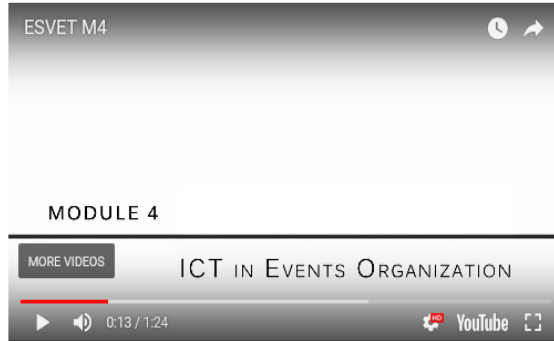 ESVET M4
MODULE 4
MORE VIDEOS
ICT IN EVENTS ORGANIZATION
0:13 / 1:24
HD
YouTube